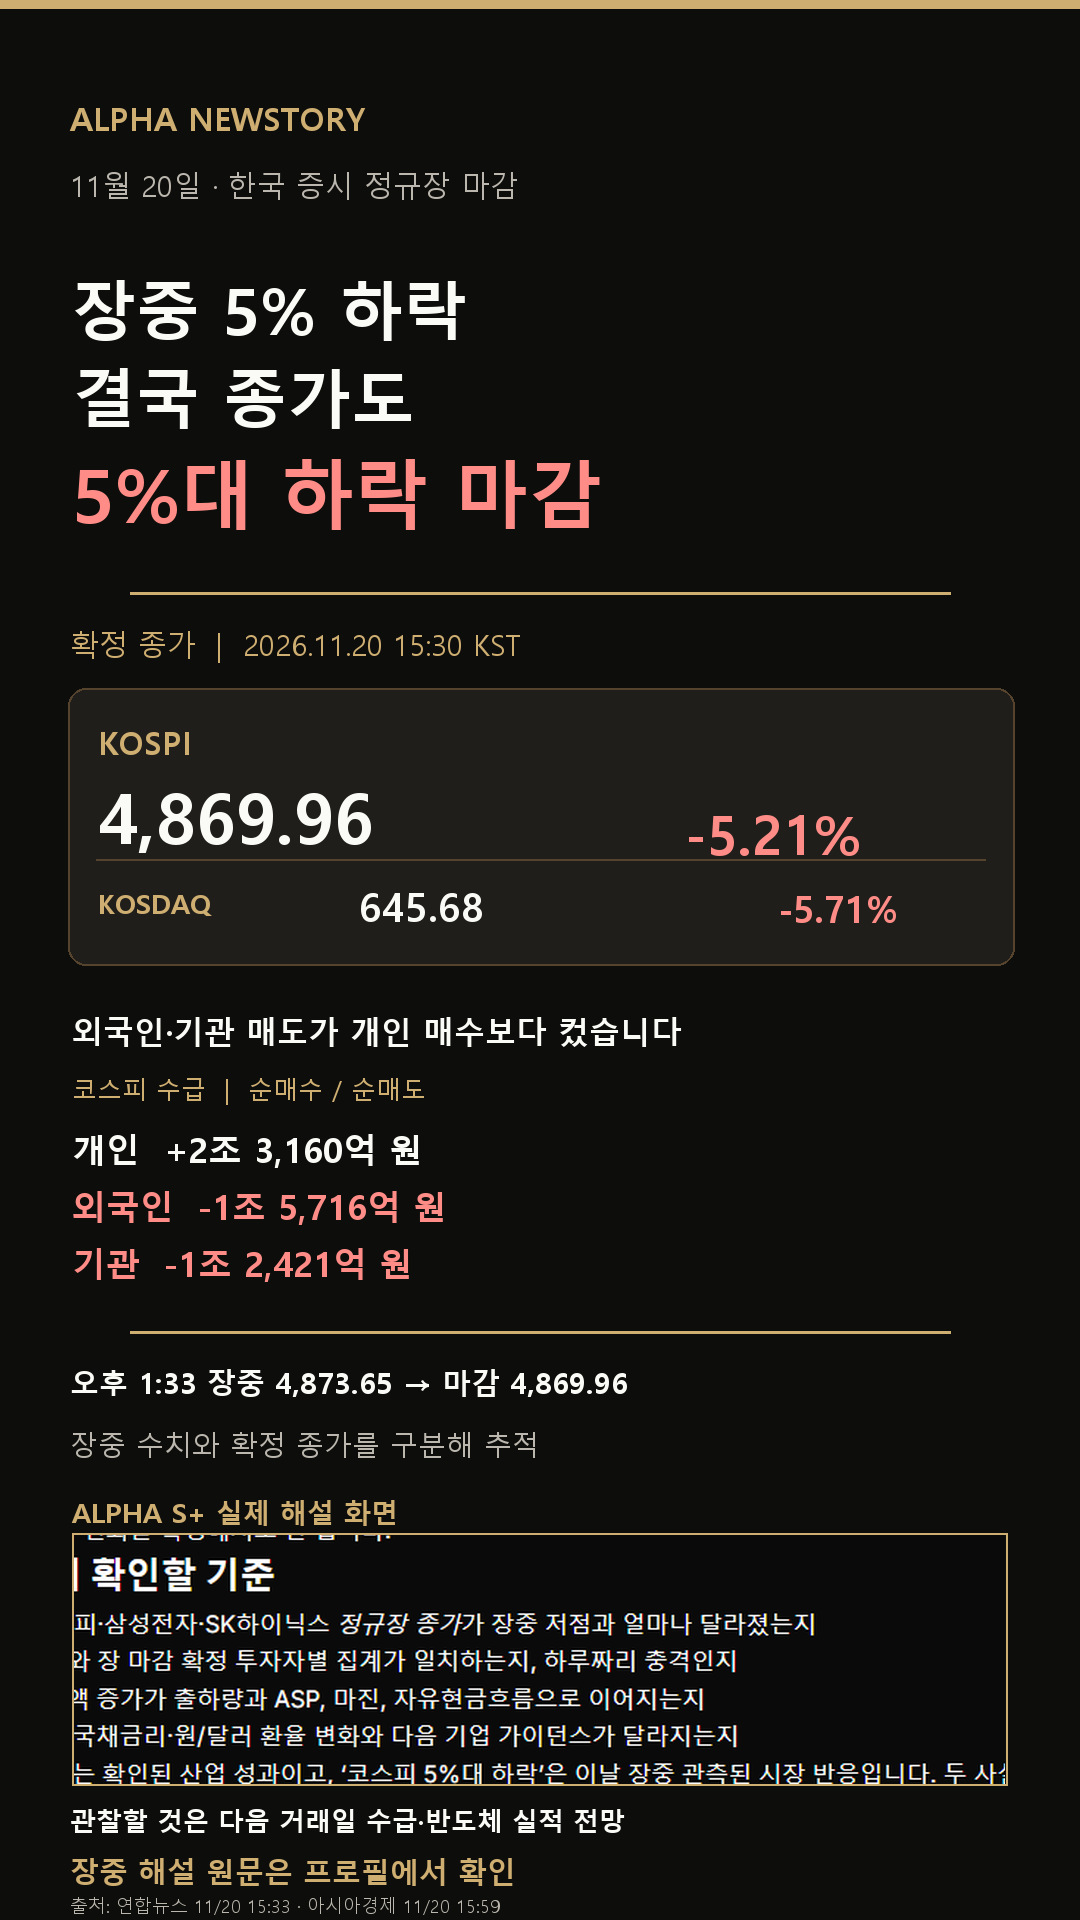 ALPHA NEWSTORY
11월 20일 · 한국 증시 정규장 마감
장중 5% 하락
결국 종가도
5%대 하락 마감
확정 종가 | 2026.11.20 15:30 KST
KOSPI
4,869.96 -5.21%
KOSDAQ 645.68 -5.71%
외국인·기관 매도가 개인 매수보다 컸습니다
코스피 수급 | 순매수 / 순매도
개인 +2조 3,160억 원
외국인 -1조 5,716억 원
기관 -1조 2,421억 원
오후 1:33 장중 4,873.65 → 마감 4,869.96
장중 수치와 확정 종가를 구분해 추적
ALPHA S+ 실제 해설 화면
확인할 기준
피·삼성전자·SK하이닉스 정규장 종가가 장중 저점과 얼마나 달라졌는지
와 장 마감 확정 투자자별 집계가 일치하는지, 하루짜리 충격인지
증가가 출하량과 ASP, 마진, 자유현금흐름으로 이어지는지
국채금리·원/달러 환율 변화와 다음 기업 가이던스가 달라지는지
는 확인된 산업 성과이고, ‘코스피 5%대 하락’은 이날 장중 관측된 시장 반응입니다. 두
관찰할 것은 다음 거래일 수급·반도체 실적 전망
장중 해설 원문은 프로필에서 확인
출처: 연합뉴스 11/20 15:33 · 아시아경제 11/20 15:59